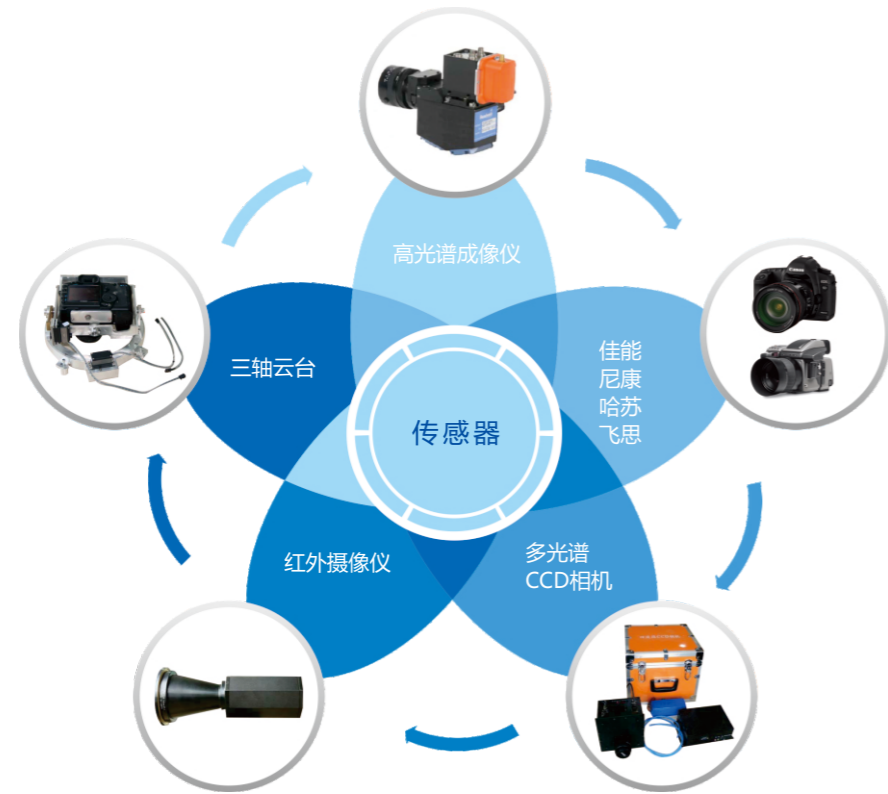 高光谱成像仪
三轴云台
佳能
尼康
哈苏
飞思
传感器
红外摄像仪
多光谱
CCD相机